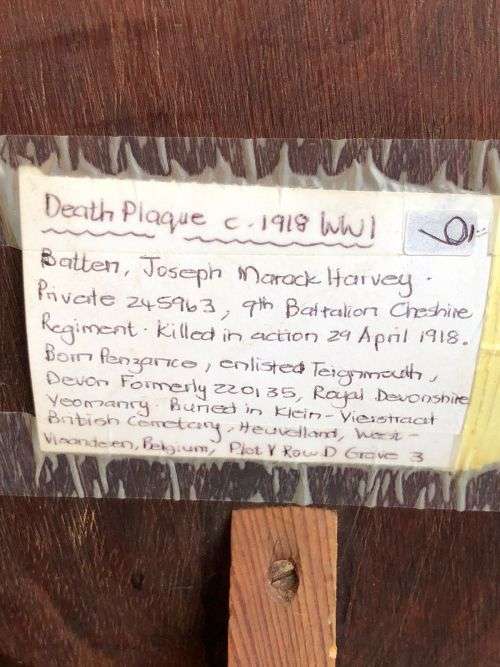 Death Plaque c. 1918 WW1
Batten, Joseph Marock Harvey.
Private 245963, 9th Battalion Cheshire
Regiment. Killed in action 29 April 1918.
Born Penzance, enlisted Teignmouth,
Devon Formerly 220135, Royal Devonshire
Yeomanry. Buried in Klein-Vierstraat
British Cemetary, Heuvelland, West-
Vlaanderen, Belgium, Plot V Row D Grave 3